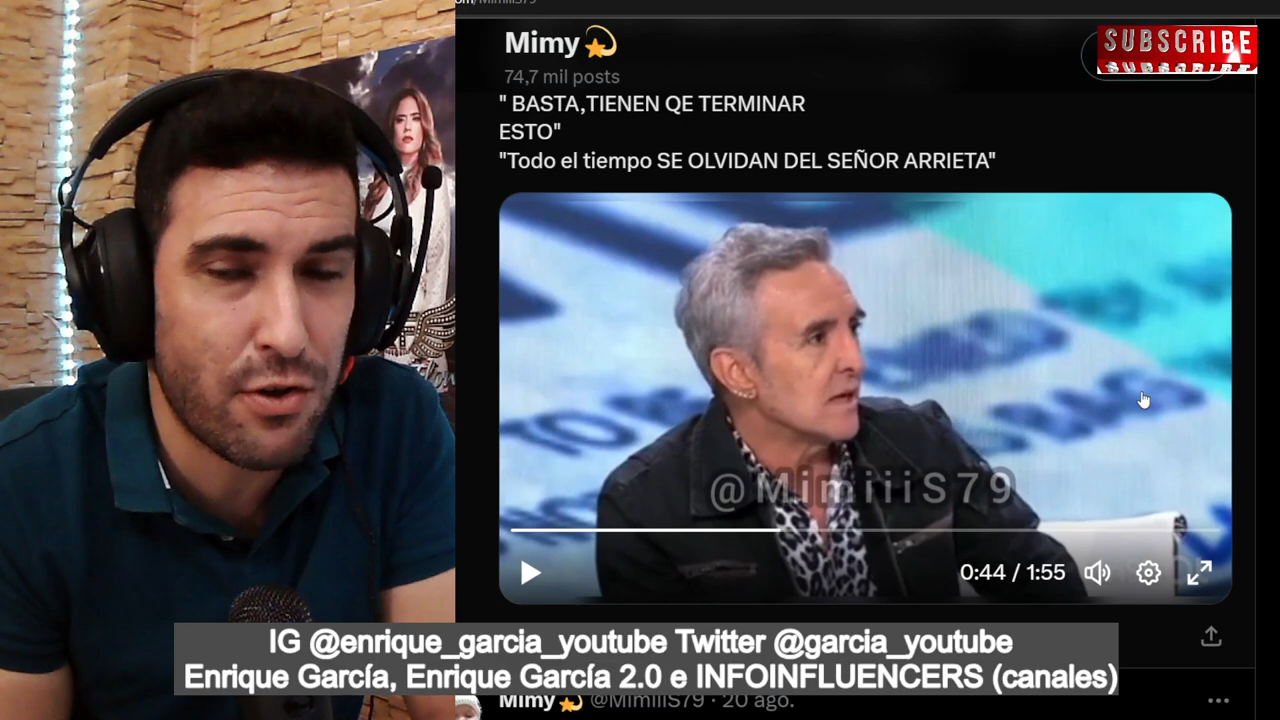 Mimy
74,7 mil posts
SUBSCRIBE
" BASTA,TIENEN QE TERMINAR
ESTO"
"Todo el tiempo SE OLVIDAN DEL SEÑOR ARRIETA"
@MimiiiS79
0:44 / 1:55
IG @enrique_garcia_youtube Twitter @garcia_youtube
Enrique García, Enrique García 2.0 e INFOINFLUENCERS (canales)
Mimy @MimiiiS79 · 20 ago.